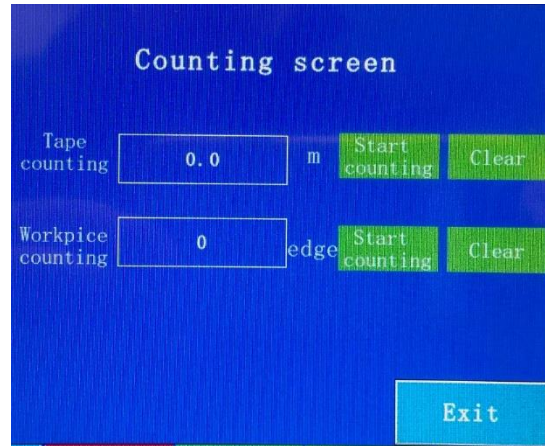 Counting screen
Tape
counting
0.0
m
Start
counting
Clear
Workpice
counting
0
edge
Start
counting
Clear
Exit